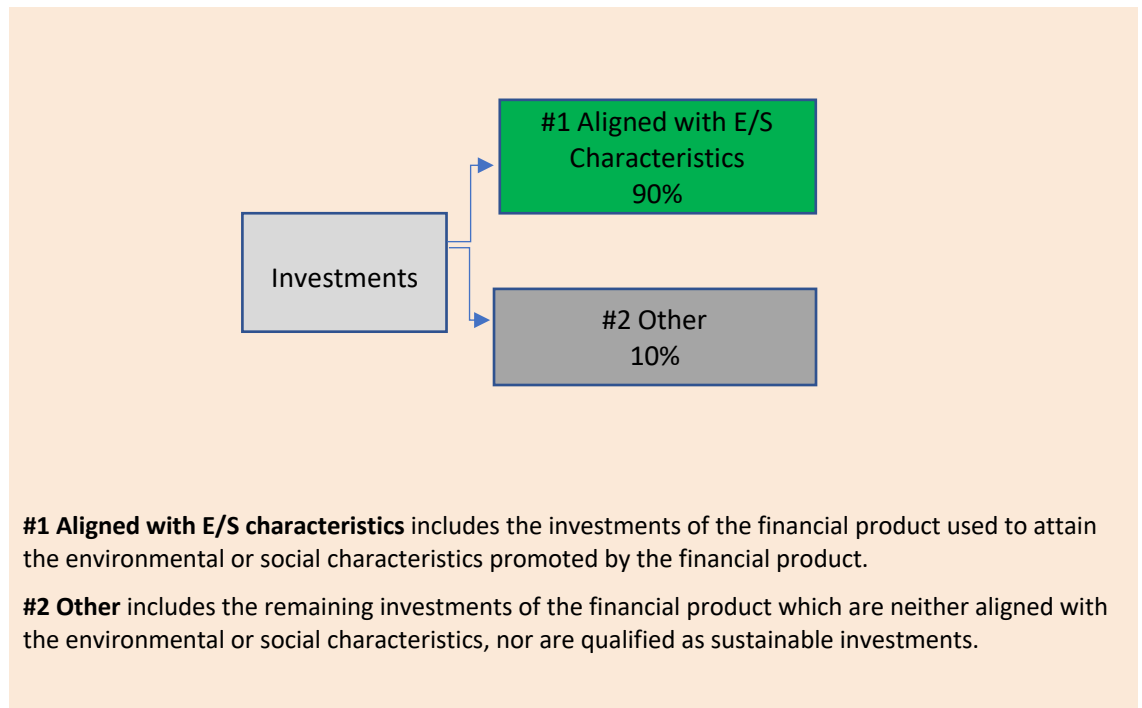 #1 Aligned with E/S
Characteristics
90%
Investments
#2 Other
10%
#1 Aligned with E/S characteristics includes the investments of the financial product used to attain
the environmental or social characteristics promoted by the financial product.
#2 Other includes the remaining investments of the financial product which are neither aligned with
the environmental or social characteristics, nor are qualified as sustainable investments.